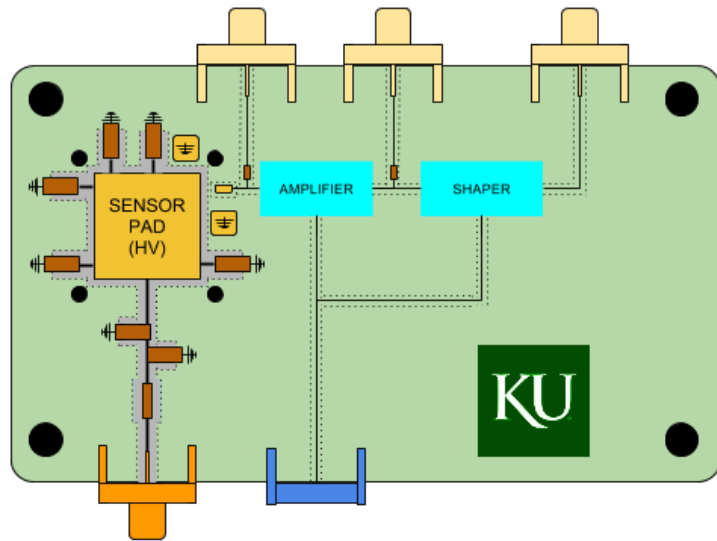 SENSOR
PAD
(HV)
AMPLIFIER
SHAPER
KU